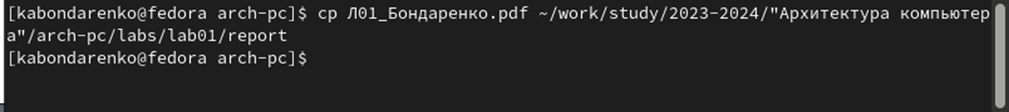 [kabondarenko@fedora arch-pc]$ cp Л01_Бондаренко.pdf ~/work/study/2023-2024/"Архитектура компьютер
а"/arch-pc/labs/lab01/report
[kabondarenko@fedora arch-pc]$